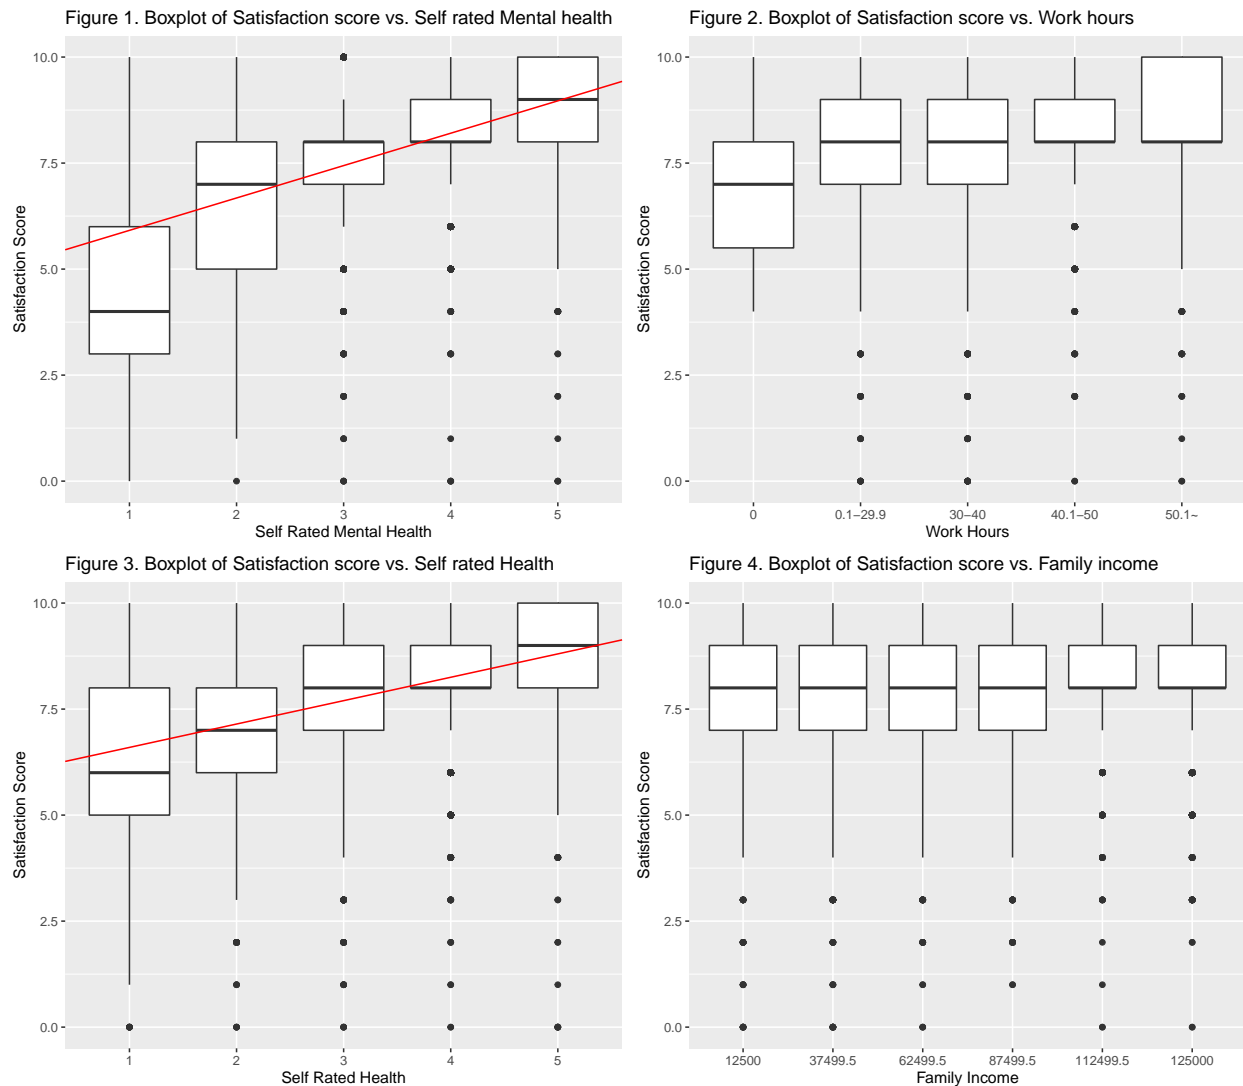 Figure 1. Boxplot of Satisfaction score vs. Self rated Mental health
10.0
7.5
5.0
2.5
0.0
Satisfaction Score
1 2 3 4 5
Self Rated Mental Health
Figure 2. Boxplot of Satisfaction score vs. Work hours
10.0
7.5
5.0
2.5
0.0
Satisfaction Score
0 0.1−29.9 30−40 40.1−50 50.1~
Work Hours
Figure 3. Boxplot of Satisfaction score vs. Self rated Health
10.0
7.5
5.0
2.5
0.0
Satisfaction Score
1 2 3 4 5
Self Rated Health
Figure 4. Boxplot of Satisfaction score vs. Family income
10.0
7.5
5.0
2.5
0.0
Satisfaction Score
12500 37499.5 62499.5 87499.5 112499.5 125000
Family Income